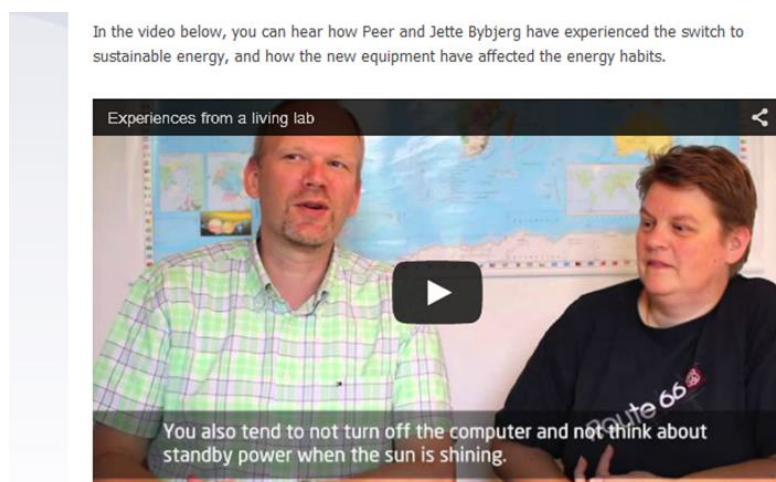 In the video below, you can hear how Peer and Jette Bybjerg have experienced the switch to
sustainable energy, and how the new equipment have affected the energy habits.
Experiences from a living lab
Route 66
You also tend to not turn off the computer and not think about
standby power when the sun is shining.